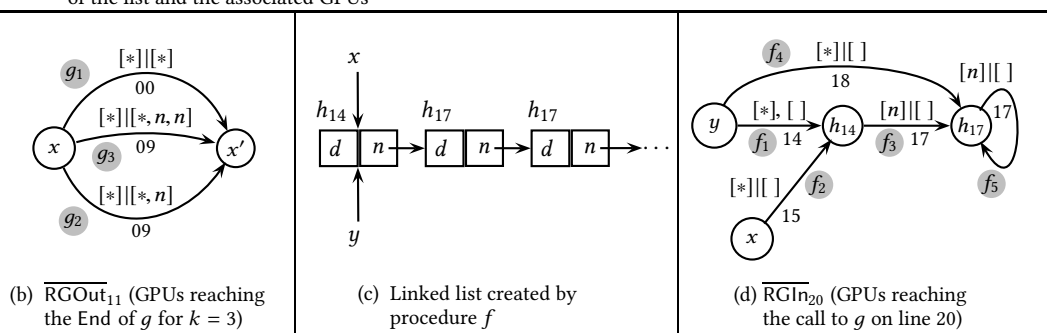 of the list and the associated GPUs
[∗]|[∗]
g1
00
[∗]|[∗, n, n]
x
09
x′
g3
[∗]|[∗, n]
g2
09
(b) RGOut11 (GPUs reaching
the End of g for k = 3)
x
h14
h17
h17
d n d n d n ···
y
(c) Linked list created by
procedure f
f4
[∗]|[ ]
18
[n]|[ ]
y
[∗], [ ]
h14
[n]|[ ]
h17
17
f1
14
f3
17
[∗]|[ ]
f2
f5
15
x
(d) RGIn20 (GPUs reaching
the call to g on line 20)